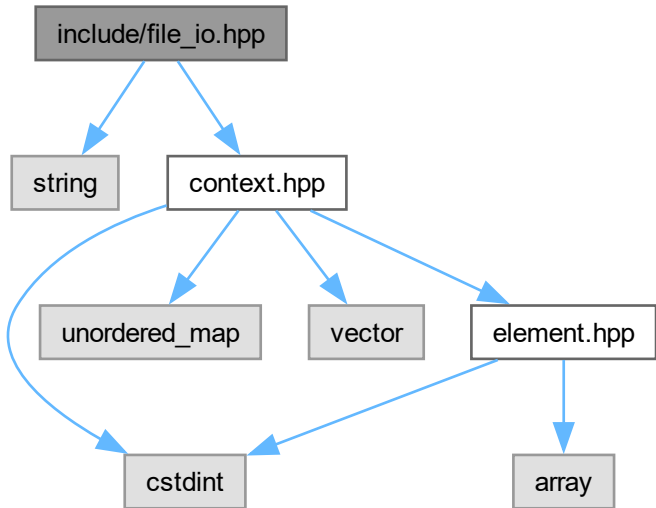 include/file_io.hpp
string
context.hpp
unordered_map
vector
element.hpp
cstdint
array